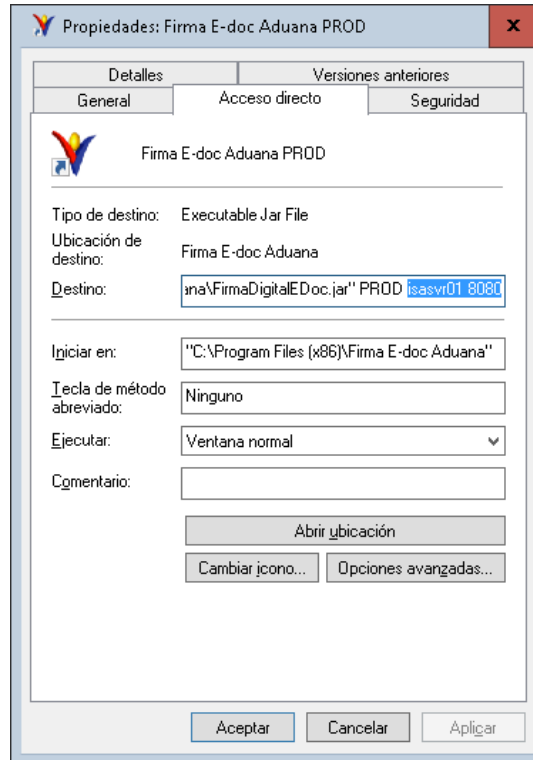 Propiedades: Firma E-doc Aduana PROD
x
Detalles
Versiones anteriores
General
Acceso directo
Seguridad
Firma E-doc Aduana PROD
Tipo de destino: Executable Jar File
Ubicación de destino: Firma E-doc Aduana
Destino: ana\FirmaDigitalEDoc.jar" PROD isasvr01 8080
Iniciar en: "C:\Program Files (x86)\Firma E-doc Aduana"
Tecla de método abreviado: Ninguno
Ejecutar: Ventana normal
Comentario:
Abrir ubicación
Cambiar icono... Opciones avanzadas...
Aceptar Cancelar Aplicar